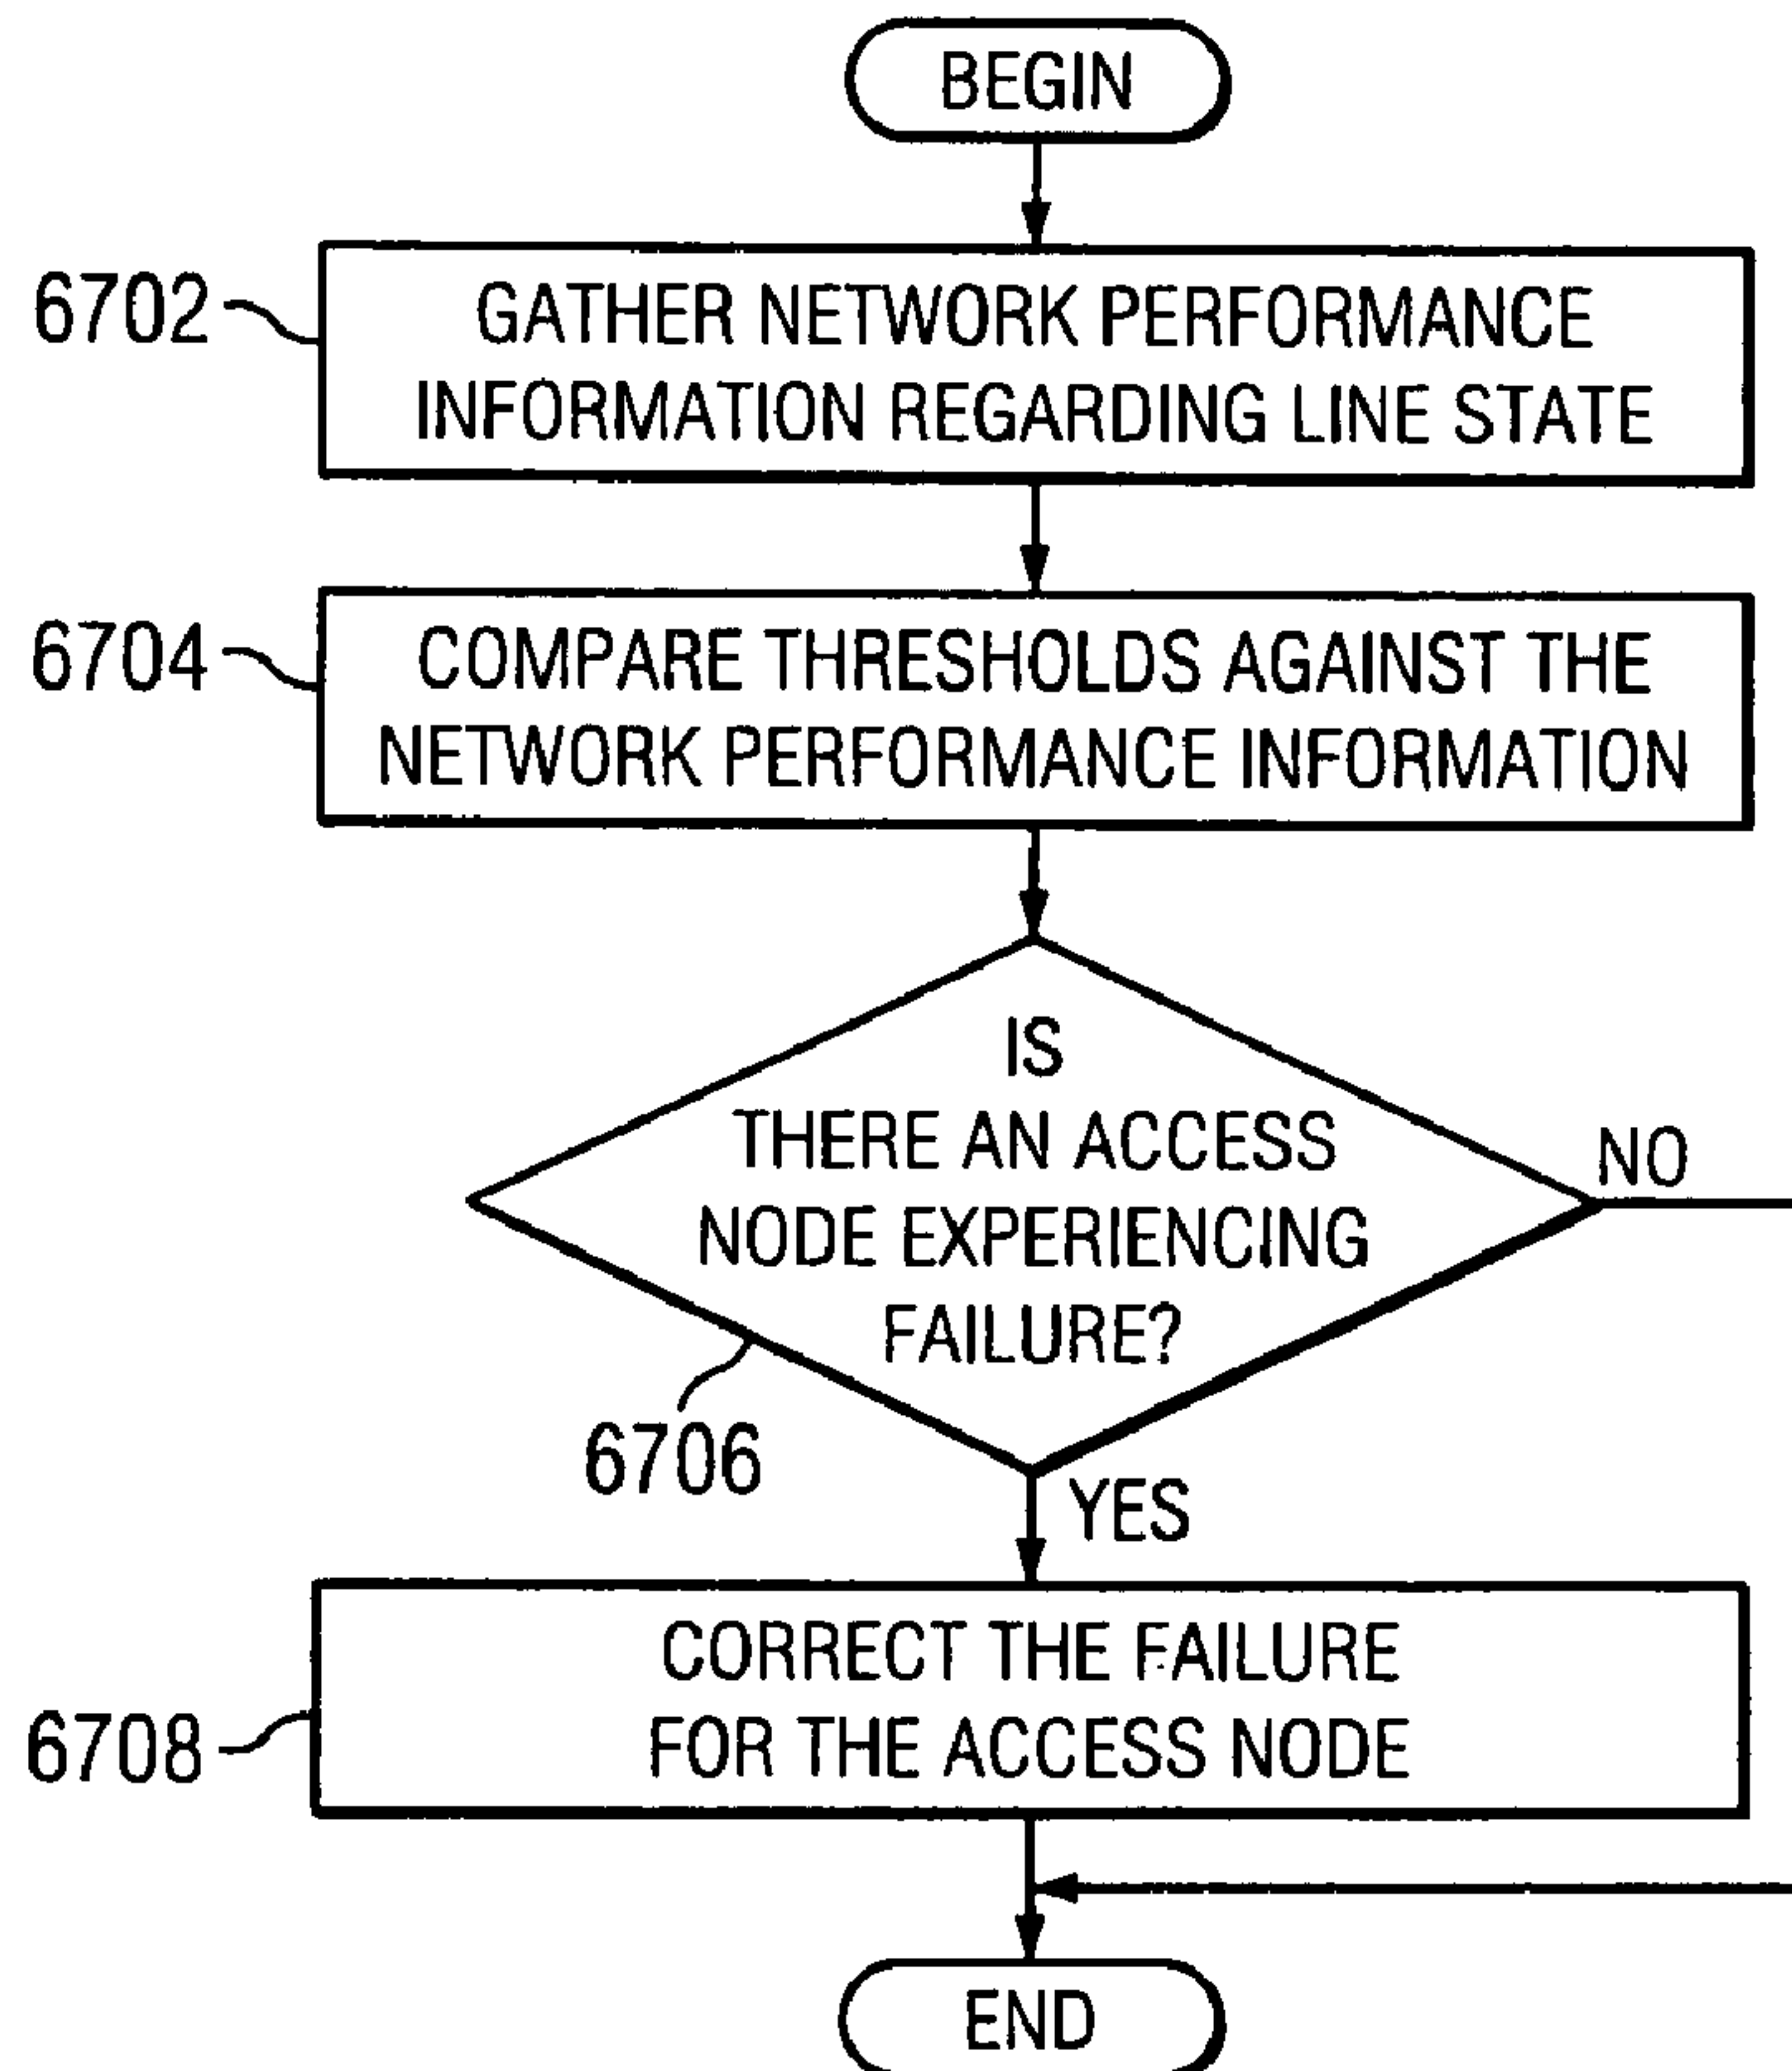 BEGIN
6702
GATHER NETWORK PERFORMANCE
INFORMATION REGARDING LINE STATE
6704
COMPARE THRESHOLDS AGAINST THE
NETWORK PERFORMANCE INFORMATION
IS
THERE AN ACCESS
NODE EXPERIENCING
FAILURE?
NO
6706
YES
CORRECT THE FAILURE
FOR THE ACCESS NODE
6708
END